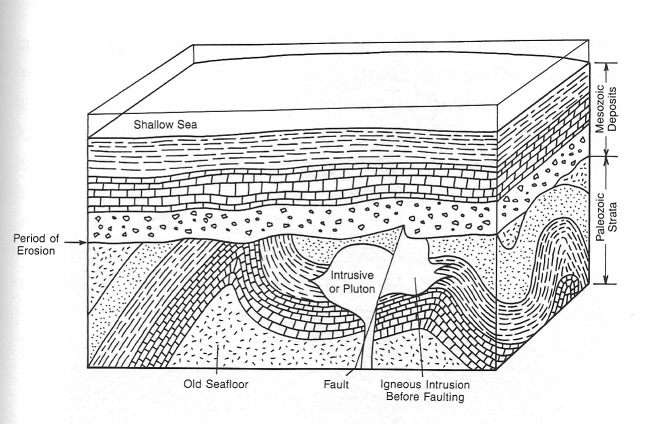 Shallow Sea
Mesozoic
Deposits
Paleozoic
Strata
Period of
Erosion
Intrusive
or Pluton
Old Seafloor
Fault
Igneous Intrusion
Before Faulting